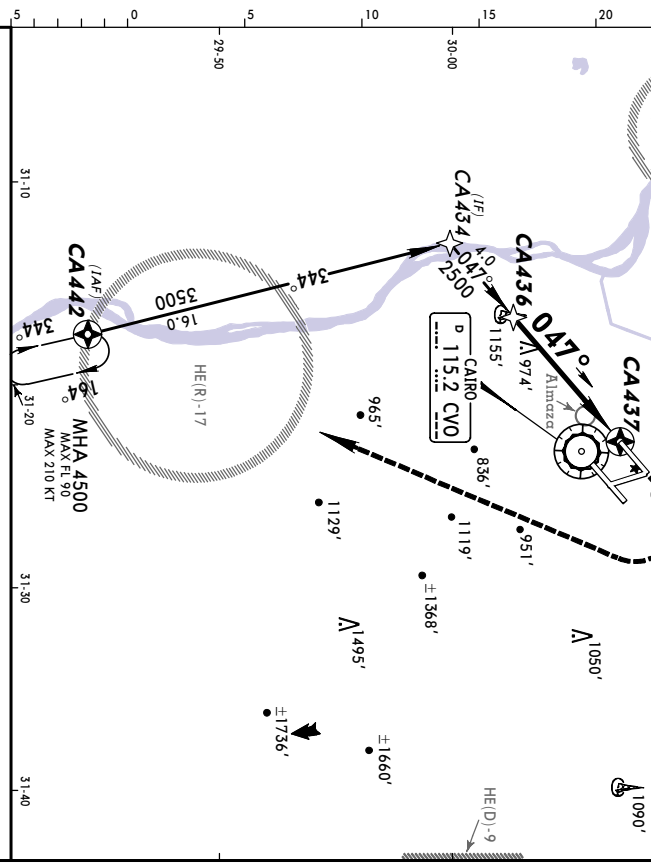 5
0
5
10
15
20
29-50
30-00
31-10
31-20
31-30
31-40
CA442
(IAF)
344°
164°
MHA 4500
MAX FL 90
MAX 210 KT
3500
16.0
344°
HE(R)-17
CA434
(IF)
4.0
047°
2500
CA436
047°
CA437
1155'
974'
Almaza
CAIRO
D 115.2 CVO
965'
836'
1129'
1119'
951'
±1368'
1495'
1050'
±1736'
±1660'
1090'
HE(D)-9